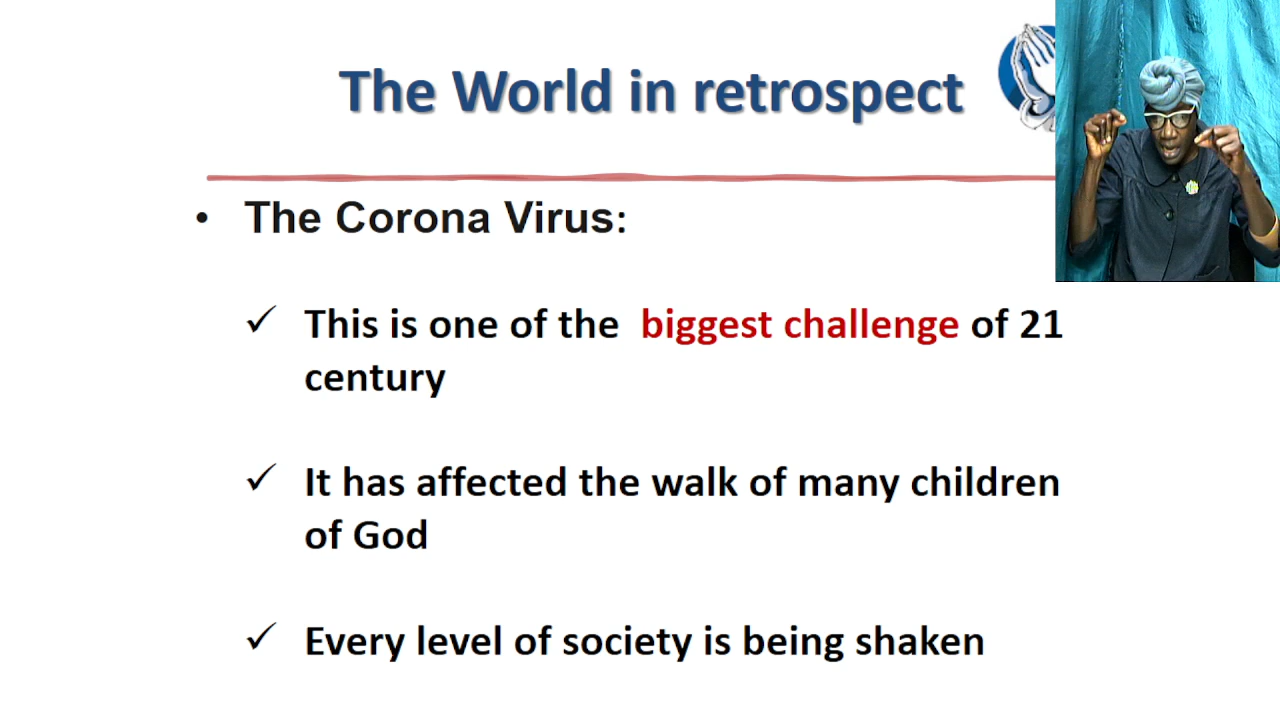 The World in retrospect
• The Corona Virus:
✓ This is one of the biggest challenge of 21
century
✓ It has affected the walk of many children
of God
✓ Every level of society is being shaken